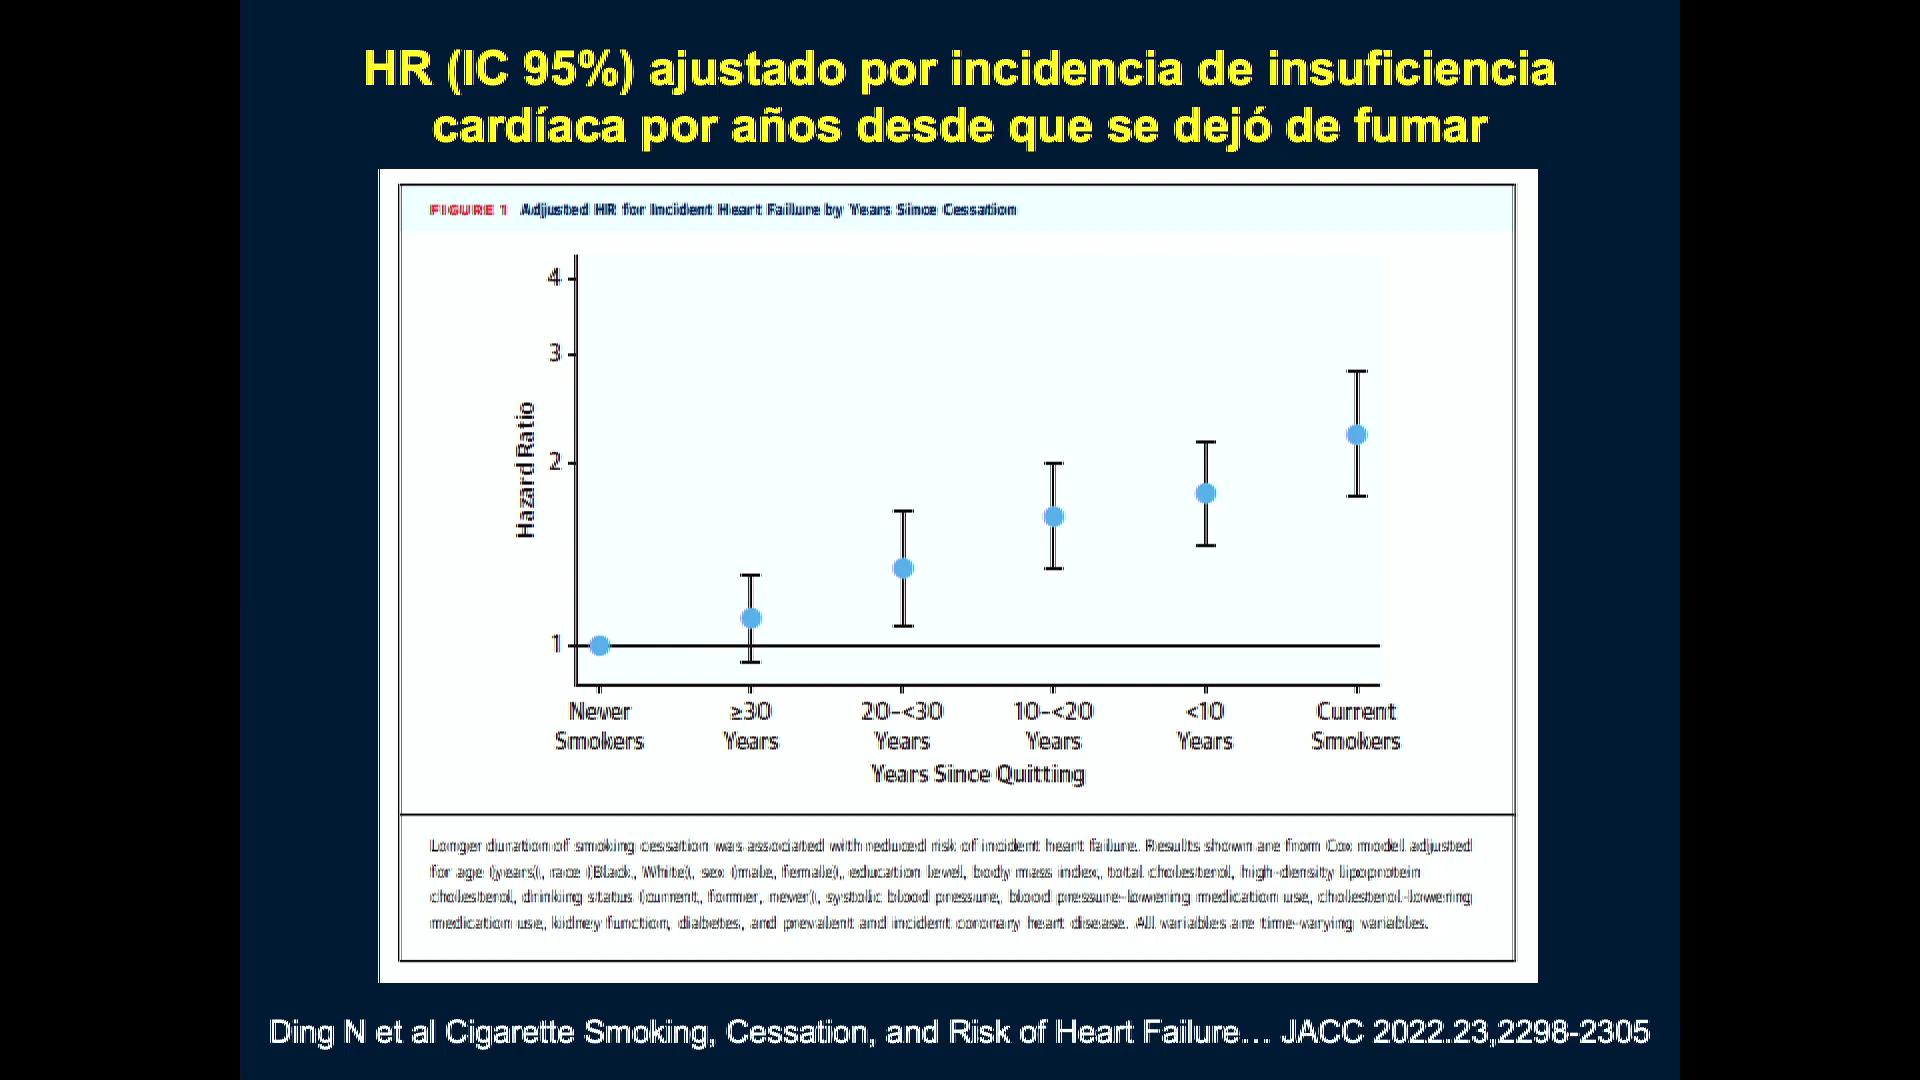 HR (IC 95%) ajustado por incidencia de insuficiencia
cardíaca por años desde que se dejó de fumar
FIGURE 1 Adjusted HR for Incident Heart Failure by Years Since Cessation
4
3
2
1
Hazard Ratio
Never Smokers
≥30 Years
20–<30 Years
10–<20 Years
<10 Years
Current Smokers
Years Since Quitting
Longer duration of smoking cessation was associated with reduced risk of incident heart failure. Results shown are from Cox model adjusted
for age (years), race (Black, White), sex (male, female), education level, body mass index, total cholesterol, high-density lipoprotein
cholesterol, drinking status (current, former, never), systolic blood pressure, blood pressure-lowering medication use, cholesterol-lowering
medication use, kidney function, diabetes, and prevalent and incident coronary heart disease. All variables are time-varying variables.
Ding N et al Cigarette Smoking, Cessation, and Risk of Heart Failure... JACC 2022.23,2298-2305